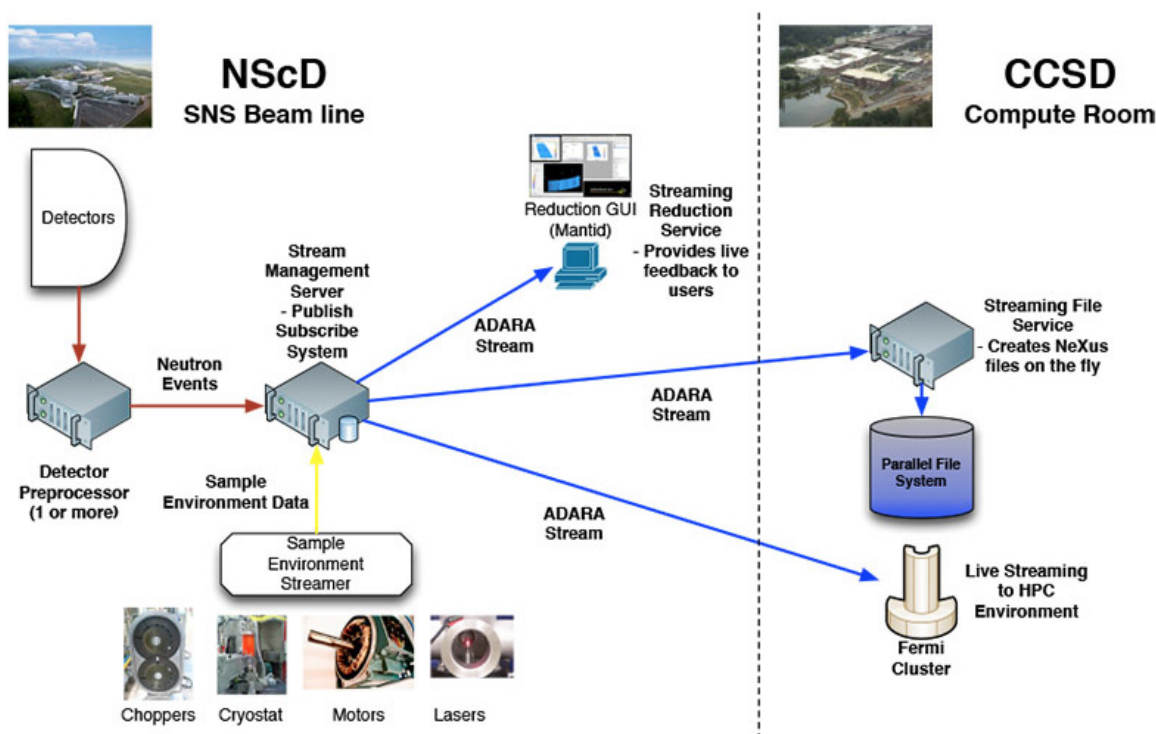 NScD
SNS Beam line
CCSD
Compute Room
Detectors
Reduction GUI
(Mantid)
Streaming
Reduction
Service
- Provides live
feedback to
users
Stream
Management
Server
- Publish
Subscribe
System
ADARA
Stream
Streaming File
Service
- Creates NeXus
files on the fly
Neutron
Events
ADARA
Stream
Detector
Preprocessor
(1 or more)
Sample
Environment Data
Parallel File
System
ADARA
Stream
Sample
Environment
Streamer
Live Streaming
to HPC
Environment
Fermi
Cluster
Choppers
Cryostat
Motors
Lasers